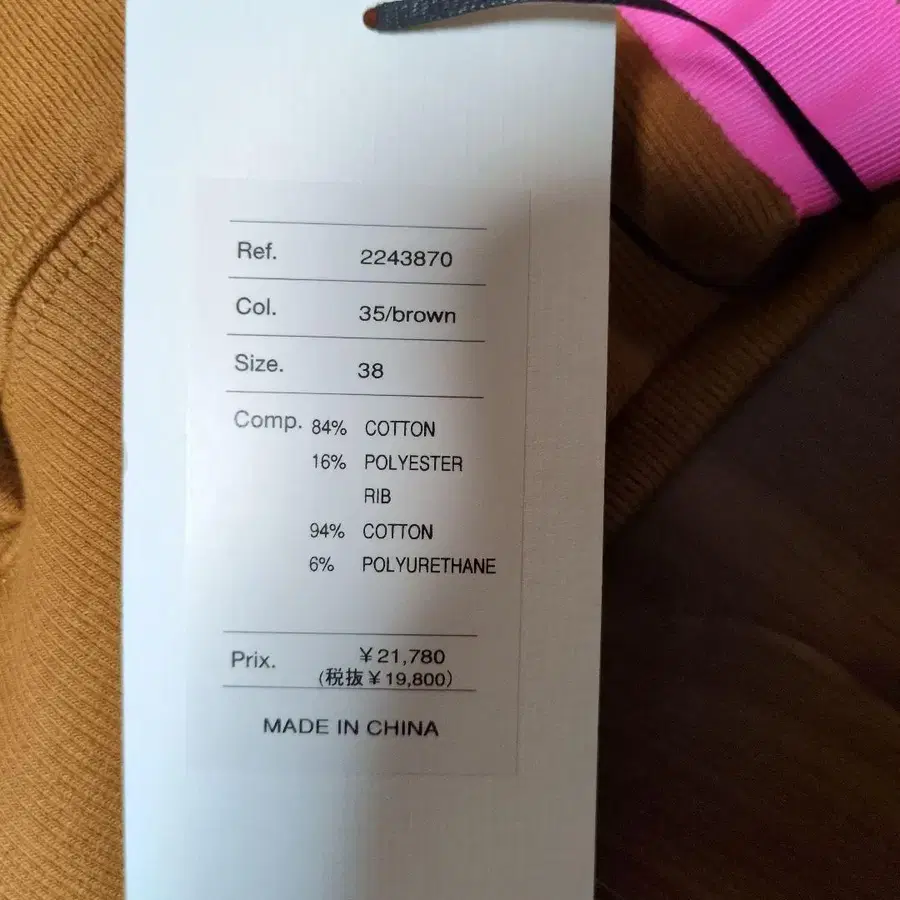 Ref. 2243870
Col. 35/brown
Size. 38
Comp. 84% COTTON
16% POLYESTER
RIB
94% COTTON
6% POLYURETHANE
Prix. ¥21,780
(税抜¥19,800)
MADE IN CHINA